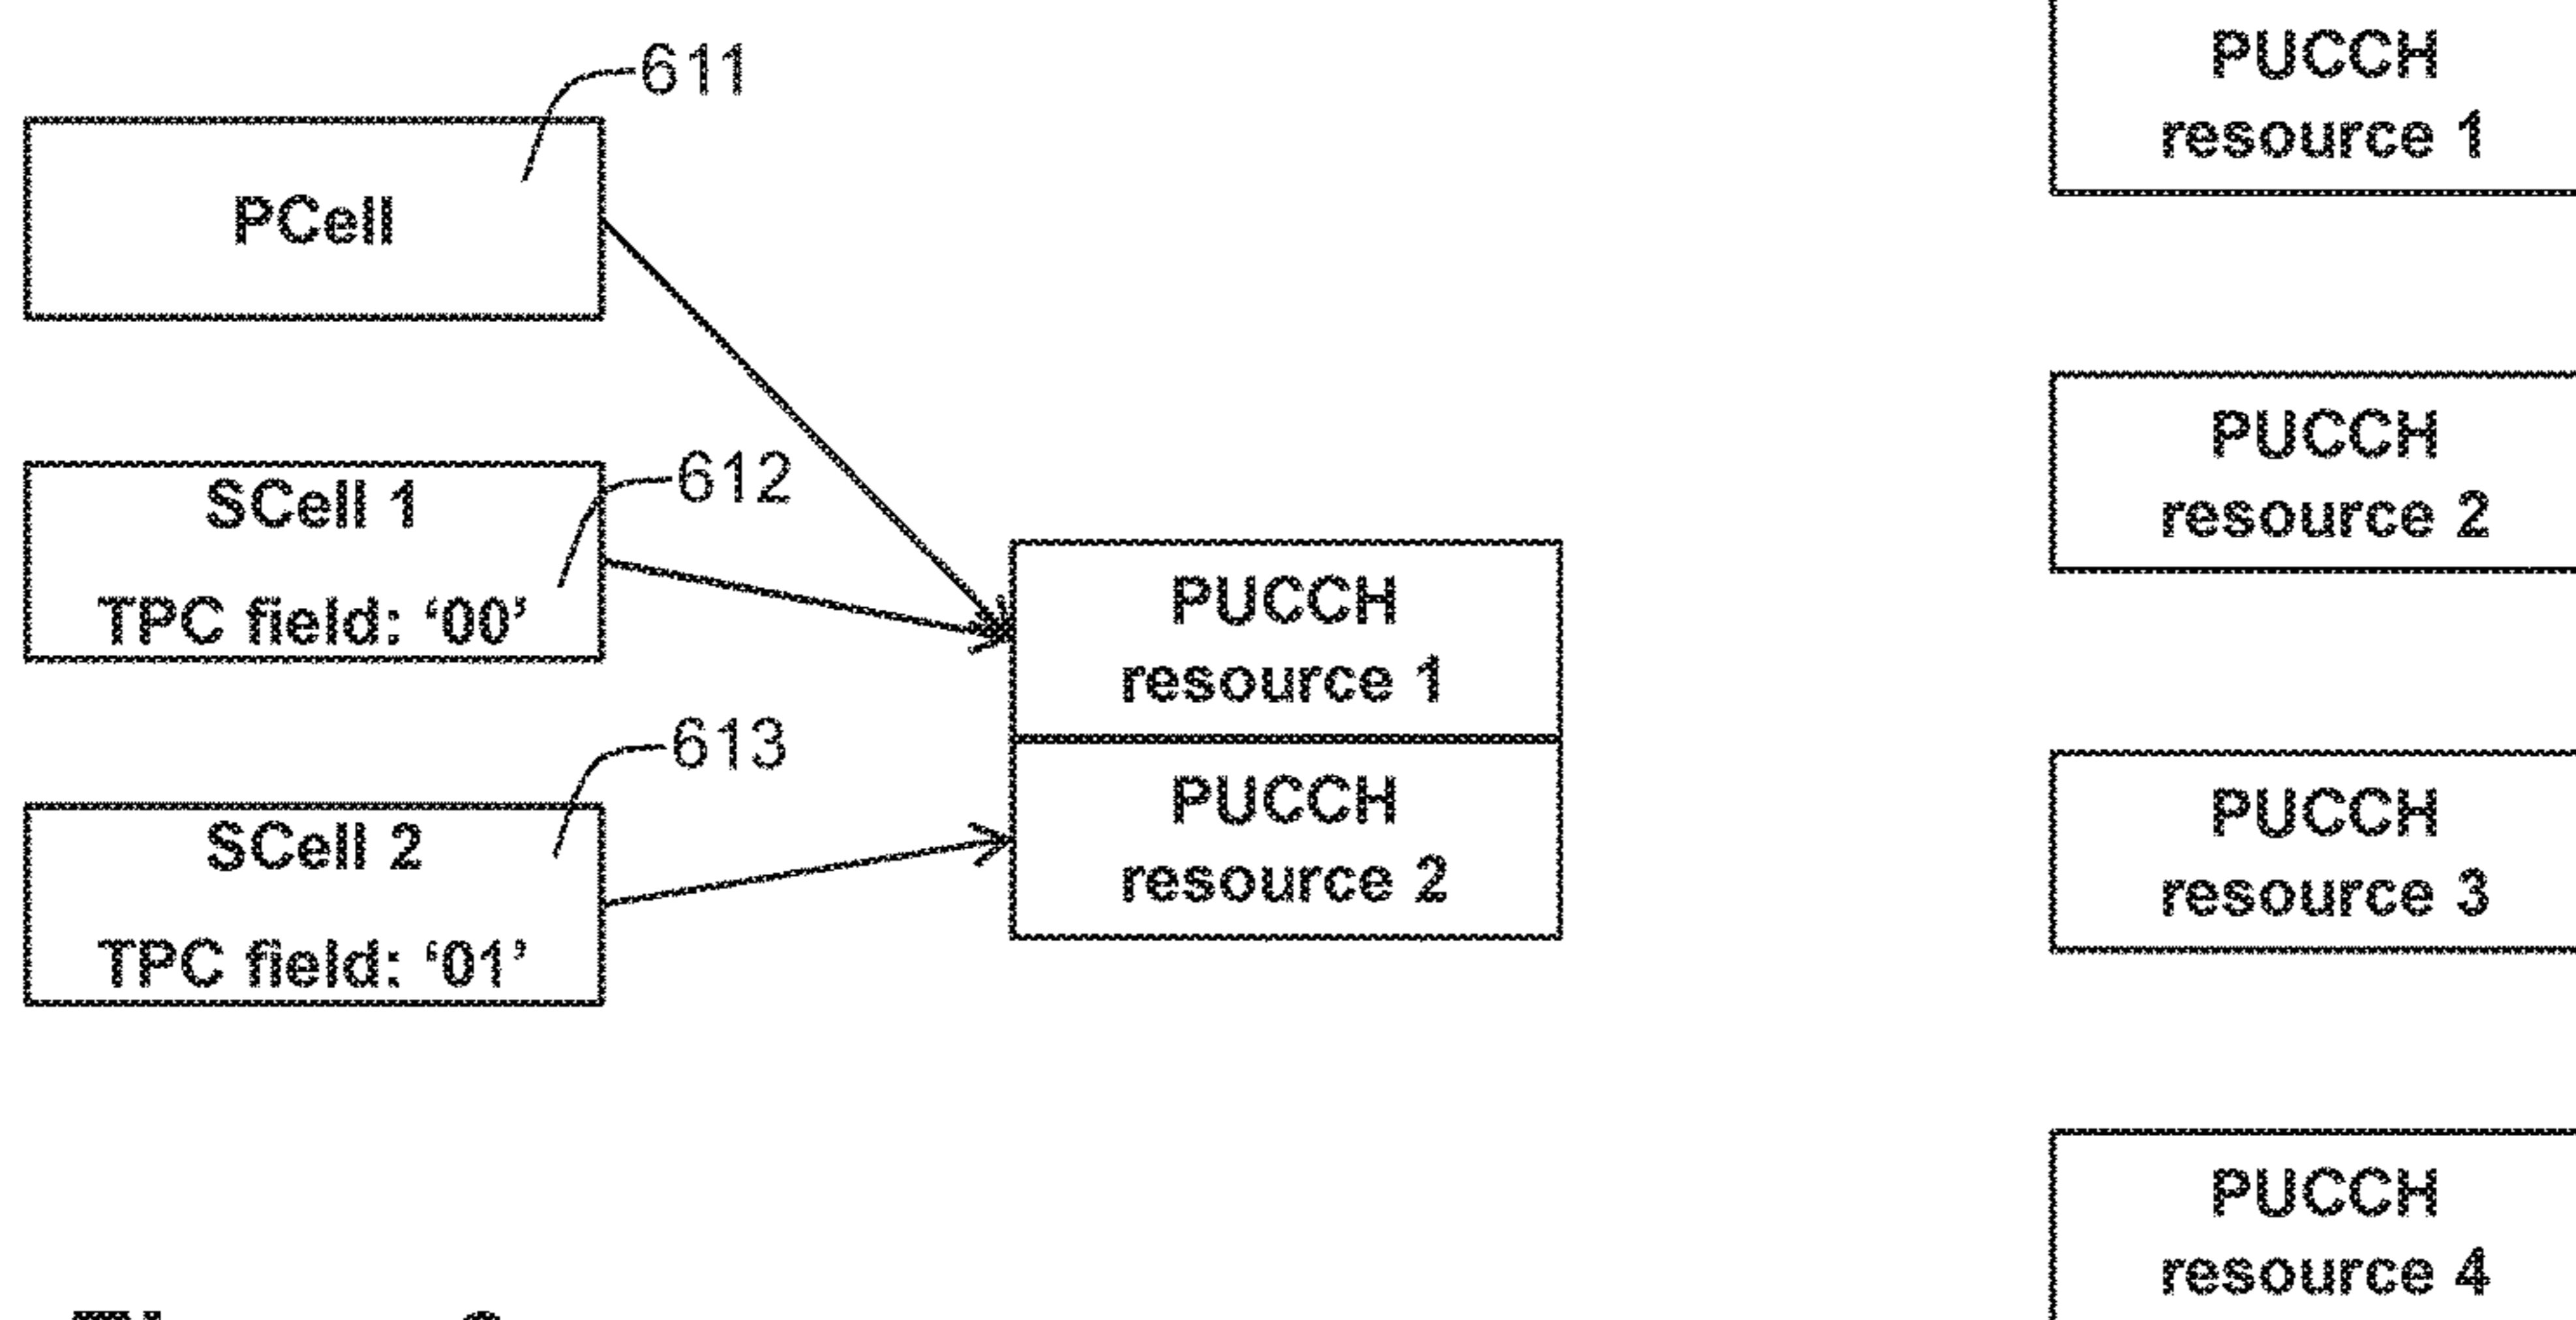 611
PCell
612
SCell 1
TPC field: ‘00’
613
SCell 2
TPC field: ‘01’
PUCCH
resource 1
PUCCH
resource 2
PUCCH
resource 1
PUCCH
resource 2
PUCCH
resource 3
PUCCH
resource 4